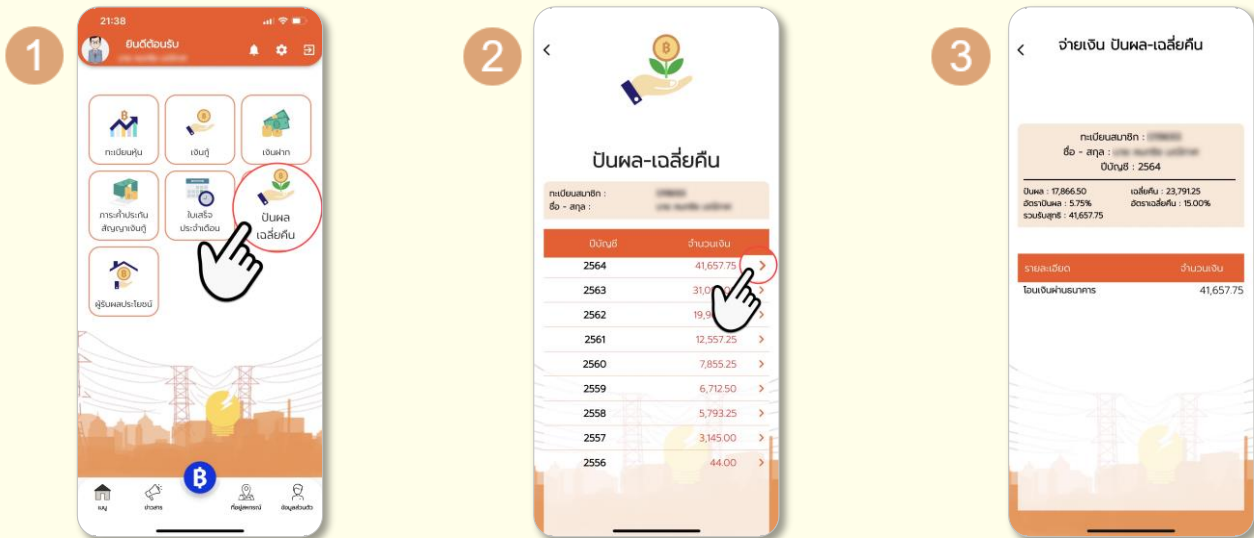 1
21:38
ยินดีต้อนรับ
ทะเบียนหุ้น
เงินกู้
เงินฝาก
ภาระค้ำประกัน
สัญญาเงินกู้
ใบเสร็จ
ประจำเดือน
ปันผล
เฉลี่ยคืน
ผู้รับผลประโยชน์
เมนู
ข่าวสาร
ที่อยู่สหกรณ์
ข้อมูลส่วนตัว
2
ปันผล-เฉลี่ยคืน
ทะเบียนสมาชิก :
ชื่อ - สกุล :
ปีบัญชี จำนวนเงิน
2564 41,657.75
2563
2562
2561 12,557.25
2560 7,855.25
2559 6,712.50
2558 5,793.25
2557 3,145.00
2556 44.00
3
จ่ายเงิน ปันผล-เฉลี่ยคืน
ทะเบียนสมาชิก :
ชื่อ - สกุล :
ปีบัญชี : 2564
ปันผล : 17,866.50 เฉลี่ยคืน : 23,791.25
อัตราปันผล : 5.75% อัตราเฉลี่ยคืน : 15.00%
รวมรับสุทธิ : 41,657.75
รายละเอียด จำนวนเงิน
โอนเงินผ่านธนาคาร 41,657.75